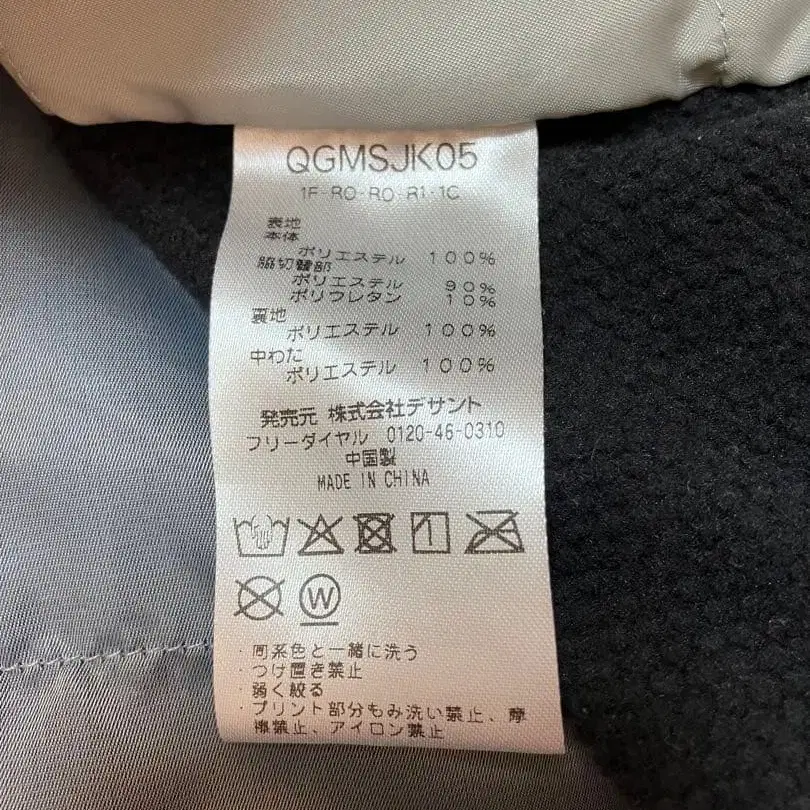 QGMSJK05
1F-R0-R0-R1-1C
表地
本体
ポリエステル 100%
脇切替部
ポリエステル 90%
ポリウレタン 10%
裏地
ポリエステル 100%
中わた
ポリエステル 100%
発売元 株式会社デサント
フリーダイヤル 0120-46-0310
中国製
MADE IN CHINA
W
・同系色と一緒に洗う
・つけ置き禁止
・弱く絞る
・プリント部分もみ洗い禁止、摩
擦禁止、アイロン禁止